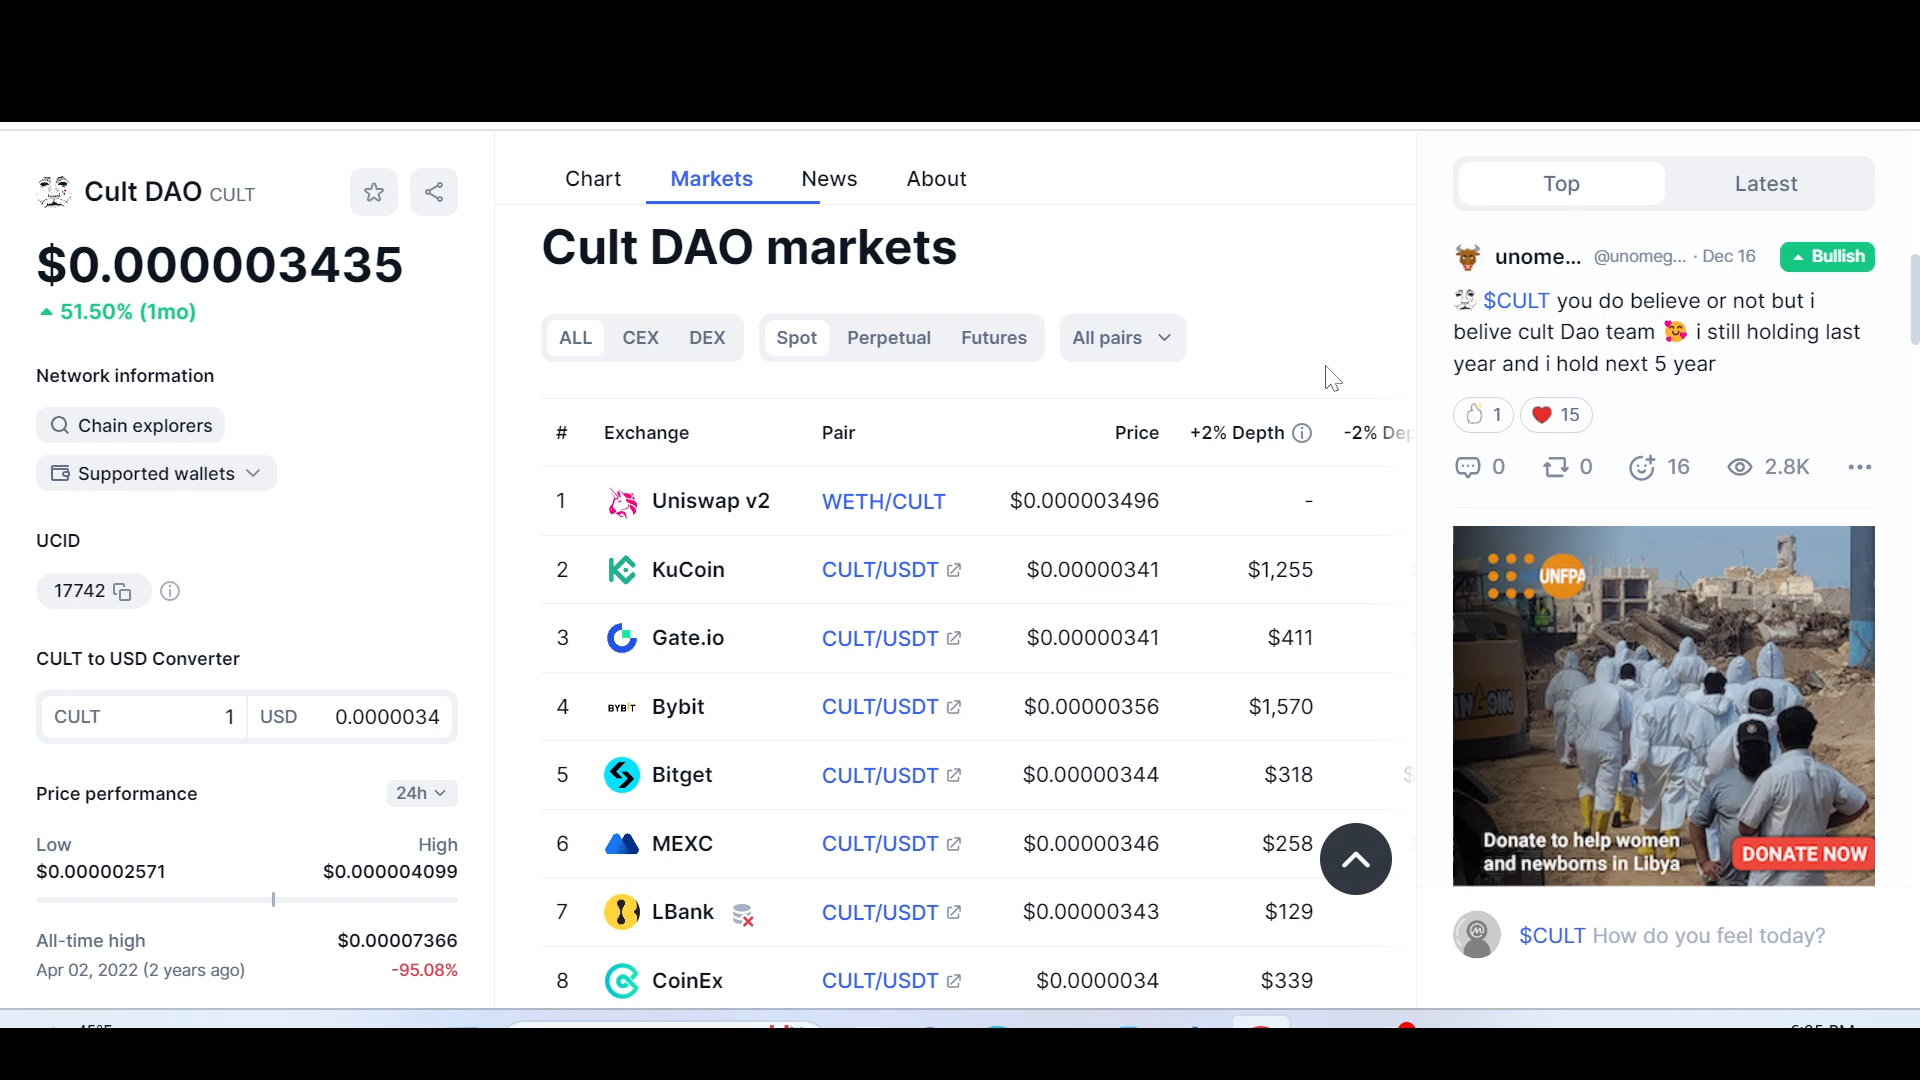 Cult DAO CULT
$0.000003435
51.50% (1mo)
Network information
Chain explorers
Supported wallets
UCID
17742
CULT to USD Converter
CULT 1 USD 0.0000034
Price performance 24h
Low High
$0.000002571 $0.000004099
All-time high $0.00007366
Apr 02, 2022 (2 years ago) -95.08%
Chart Markets News About
Cult DAO markets
ALL CEX DEX Spot Perpetual Futures All pairs
# Exchange Pair Price +2% Depth -2% Dep
1 Uniswap v2 WETH/CULT $0.000003496 -
2 KuCoin CULT/USDT $0.00000341 $1,255
3 Gate.io CULT/USDT $0.00000341 $411
4 BYBIT Bybit CULT/USDT $0.00000356 $1,570
5 Bitget CULT/USDT $0.00000344 $318 $
6 MEXC CULT/USDT $0.00000346 $258
7 LBank CULT/USDT $0.00000343 $129
8 CoinEx CULT/USDT $0.0000034 $339
Top Latest
unome... @unomeg... · Dec 16 Bullish
$CULT you do believe or not but i
belive cult Dao team 🥰 i still holding last
year and i hold next 5 year
1 15
0 0 16 2.8K
UNFPA
Donate to help women
and newborns in Libya
DONATE NOW
$CULT How do you feel today?